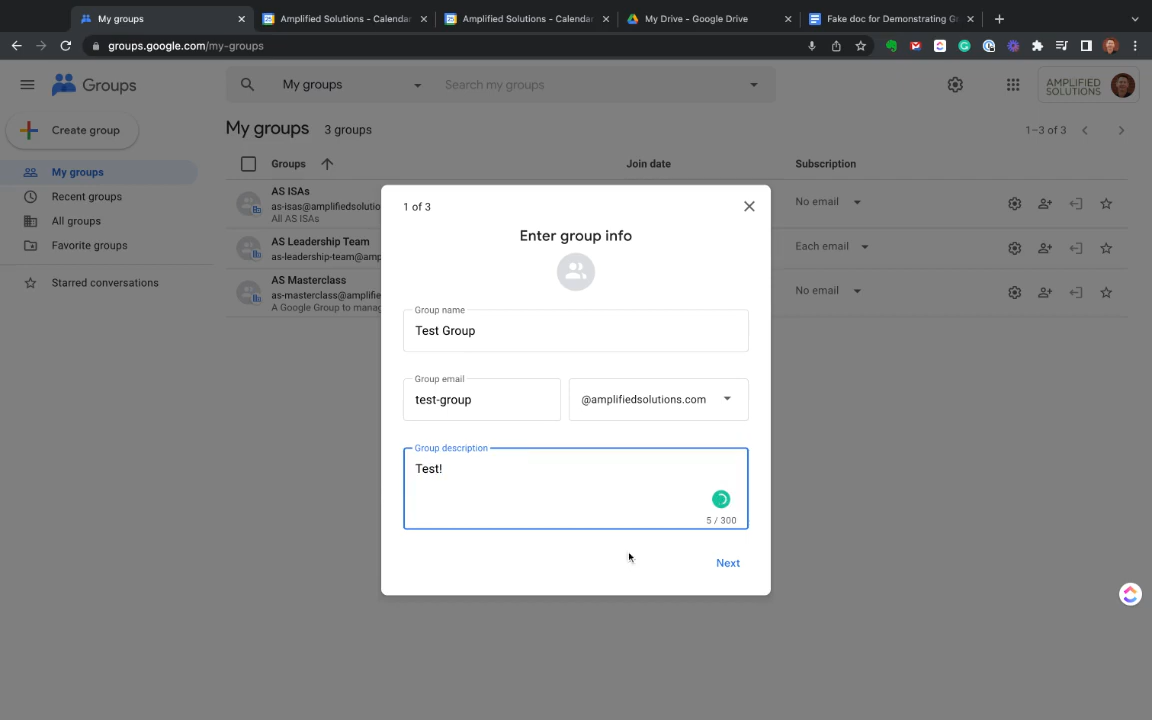 My groups
Amplified Solutions - Calendar
Amplified Solutions - Calendar
My Drive - Google Drive
Fake doc for Demonstrating G
groups.google.com/my-groups
Groups
My groups
Search my groups
AMPLIFIED
SOLUTIONS
Create group
My groups 3 groups
1–3 of 3
My groups
Recent groups
All groups
Favorite groups
Starred conversations
Groups
Join date
Subscription
AS ISAs
as-isas@amplifiedsolutio
All AS ISAs
No email
AS Leadership Team
as-leadership-team@amp
Each email
AS Masterclass
as-masterclass@amplifie
A Google Group to manag
No email
1 of 3
Enter group info
Group name
Test Group
Group email
test-group
@amplifiedsolutions.com
Group description
Test!
5 / 300
Next